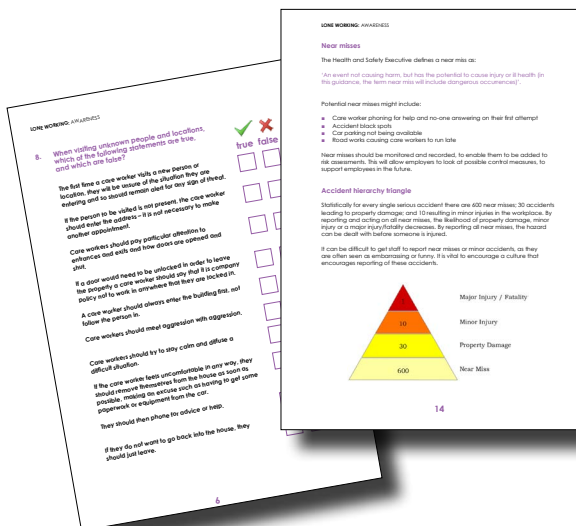 LONE WORKING: AWARENESS
8. When visiting unknown people and locations,
which of the following statements are true,
and which are false?
true false
The first time a care worker visits a new person or
location, they will be unsure of the situation they are
entering and so should remain alert for any sign of threat.
If the person to be visited is not present, the care worker
should enter the address – it is not necessary to make
another appointment.
Care workers should pay particular attention to
entrances and exits and how doors are opened and
shut.
If a door would need to be unlocked in order to leave
the property a care worker should say that it is company
policy not to work in anywhere that they are locked in.
A care worker should always enter the building first, not
follow the person in.
Care workers should meet aggression with aggression.
Care workers should try to stay calm and diffuse a
difficult situation.
If the care worker feels uncomfortable in any way, they
should remove themselves from the house as soon as
possible, making an excuse such as having to get some
paperwork or equipment from the car.
They should then phone for advice or help.
If they do not want to go back into the house, they
should just leave.
6
LONE WORKING: AWARENESS
Near misses
The Health and Safety Executive defines a near miss as:
'An event not causing harm, but has the potential to cause injury or ill health (in
this guidance, the term near miss will include dangerous occurrences)'.
Potential near misses might include:
Care worker phoning for help and no-one answering on their first attempt
Accident black spots
Car parking not being available
Road works causing care workers to run late
Near misses should be monitored and recorded, to enable them to be added to
risk assessments. This will allow employers to look at possible control measures, to
support employees in the future.
Accident hierarchy triangle
Statistically for every single serious accident there are 600 near misses; 30 accidents
leading to property damage; and 10 resulting in minor injuries in the workplace. By
reporting and acting on all near misses, the likelihood of property damage, minor
injury or a major injury/fatality decreases. By reporting all near misses, the hazard
can be dealt with before someone is injured.
It can be difficult to get staff to report near misses or minor accidents, as they
are often seen as embarrassing or funny. It is vital to encourage a culture that
encourages reporting of these accidents.
Major Injury / Fatality
10 Minor Injury
30 Property Damage
600 Near Miss
14